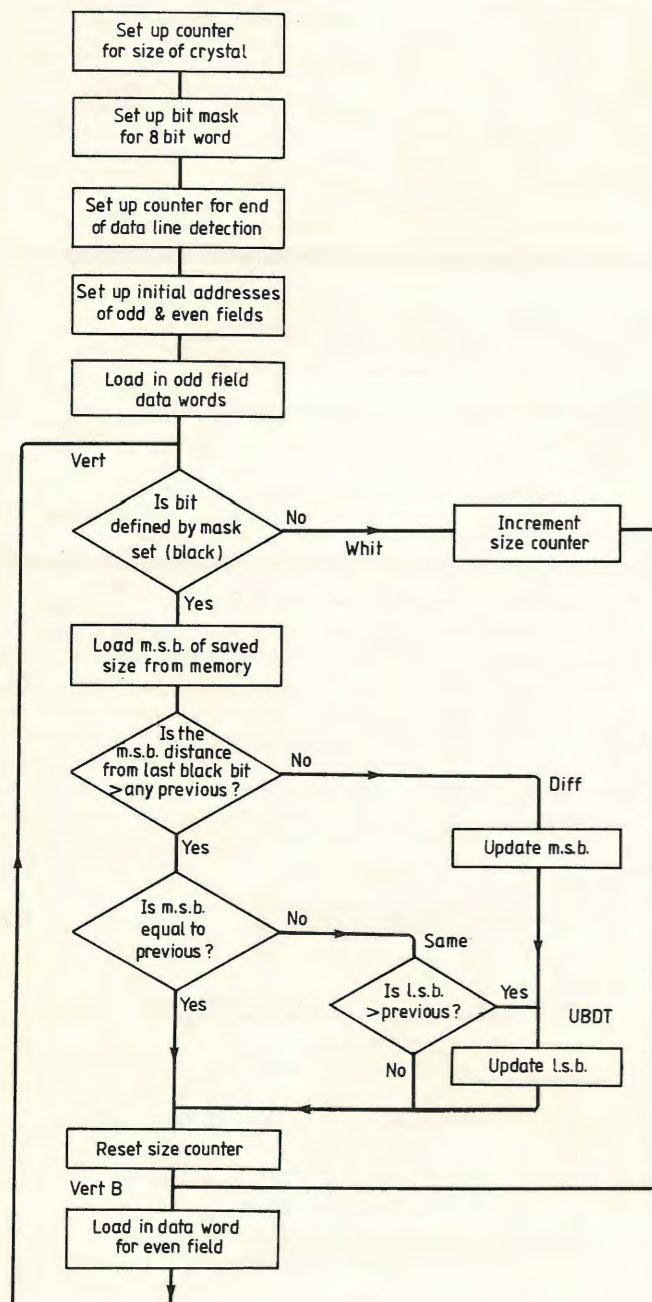 Set up counter
for size of crystal
Set up bit mask
for 8 bit word
Set up counter for end
of data line detection
Set up initial addresses
of odd & even fields
Load in odd field
data words
Vert
Is bit
defined by mask
set (black)
No
Whit
Increment
size counter
Yes
Load m.s.b. of saved
size from memory
Is the
m.s.b. distance
from last black bit
>any previous?
No
Diff
Yes
Update m.s.b.
Is m.s.b.
equal to
previous?
No
Same
Is l.s.b.
>previous?
Yes
Yes
UBDT
No
Update l.s.b.
Reset size counter
Vert B
Load in data word
for even field